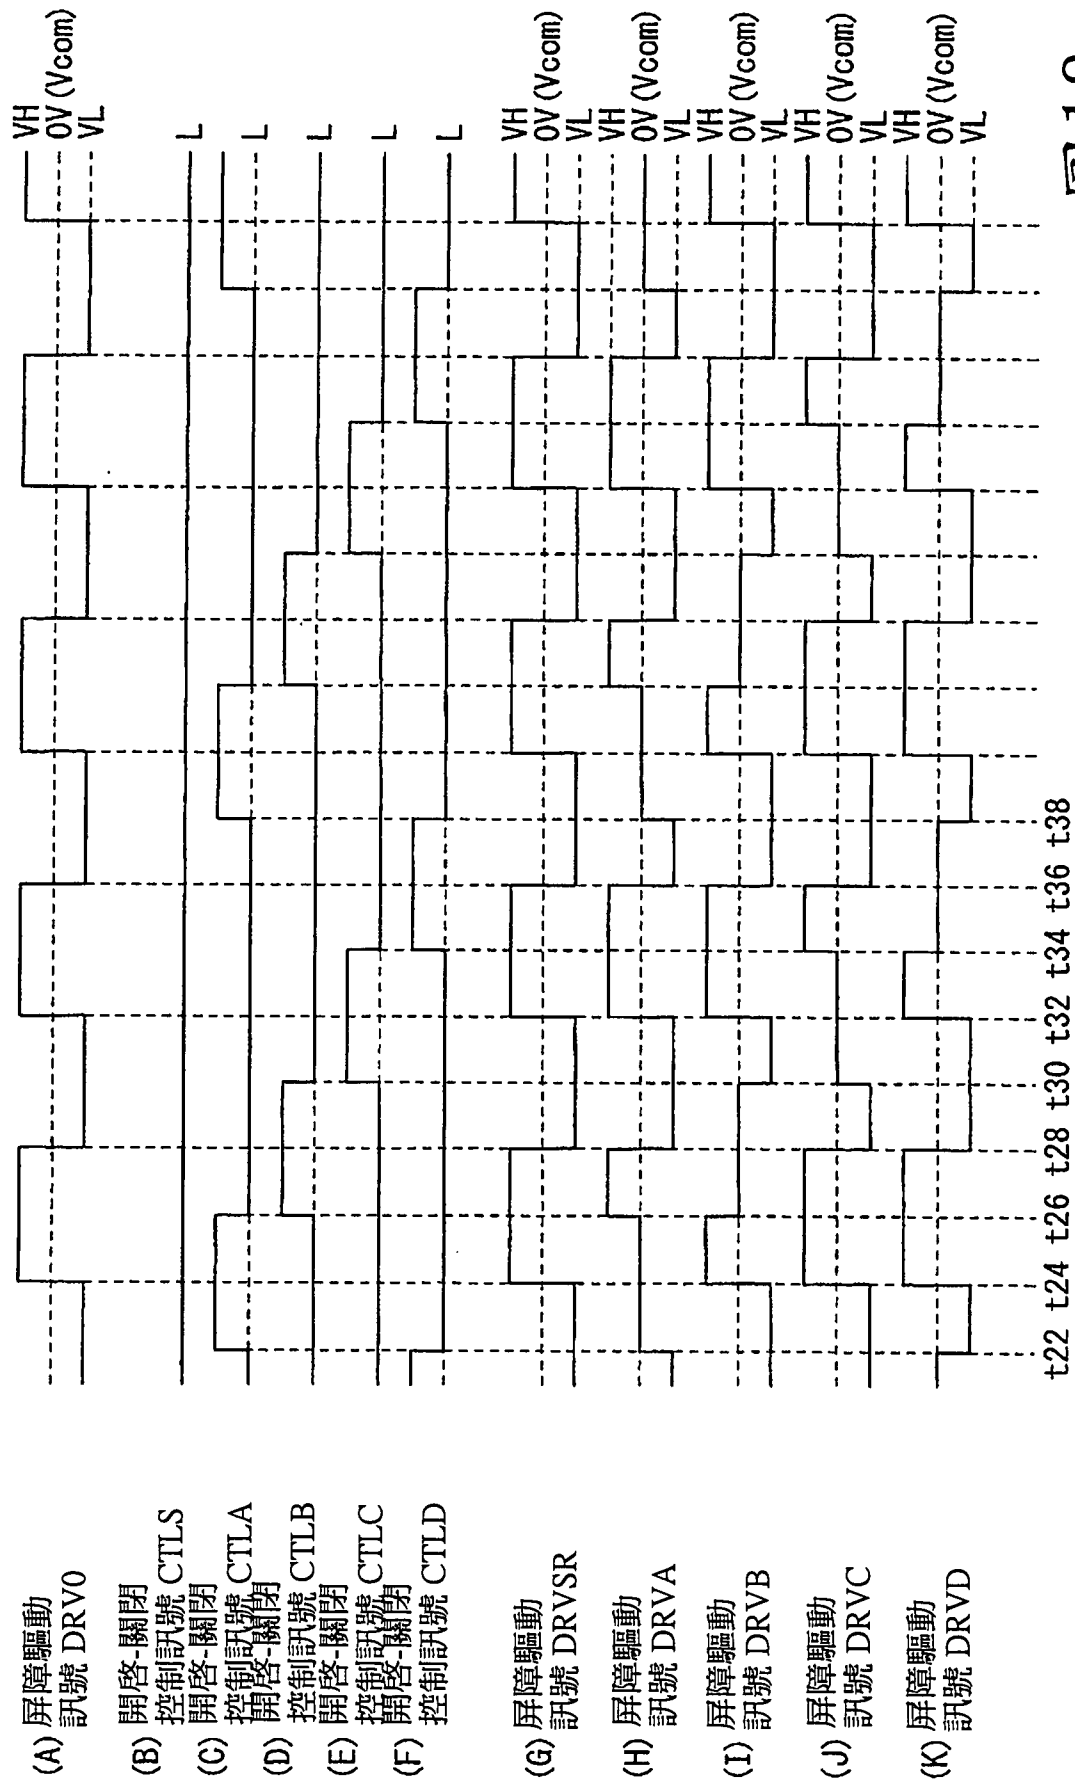 (A) 屏障驅動
訊號 DRV0
VH
0V(Vcom)
VL
(B) 開啓-關閉
控制訊號 CTLS
L
(C) 開啓-關閉
控制訊號 CTLA
L
(D) 開啓-關閉
控制訊號 CTLB
L
(E) 開啓-關閉
控制訊號 CTLC
L
(F) 開啓-關閉
控制訊號 CTLD
L
(G) 屏障驅動
訊號 DRVSR
VH
0V(Vcom)
VL
(H) 屏障驅動
訊號 DRVA
VH
0V(Vcom)
VL
(I) 屏障驅動
訊號 DRVB
VH
0V(Vcom)
VL
(J) 屏障驅動
訊號 DRVC
VH
0V(Vcom)
VL
(K) 屏障驅動
訊號 DRVD
VH
0V(Vcom)
VL
t22 t24 t26 t28 t30 t32 t34 t36 t38